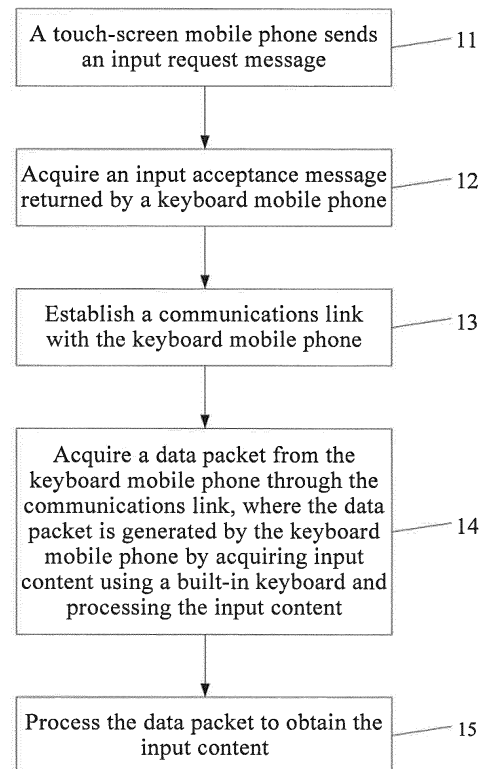 A touch-screen mobile phone sends
an input request message
11
Acquire an input acceptance message
returned by a keyboard mobile phone
12
Establish a communications link
with the keyboard mobile phone
13
Acquire a data packet from the
keyboard mobile phone through the
communications link, where the data
packet is generated by the keyboard
mobile phone by acquiring input
content using a built-in keyboard and
processing the input content
14
Process the data packet to obtain the
input content
15